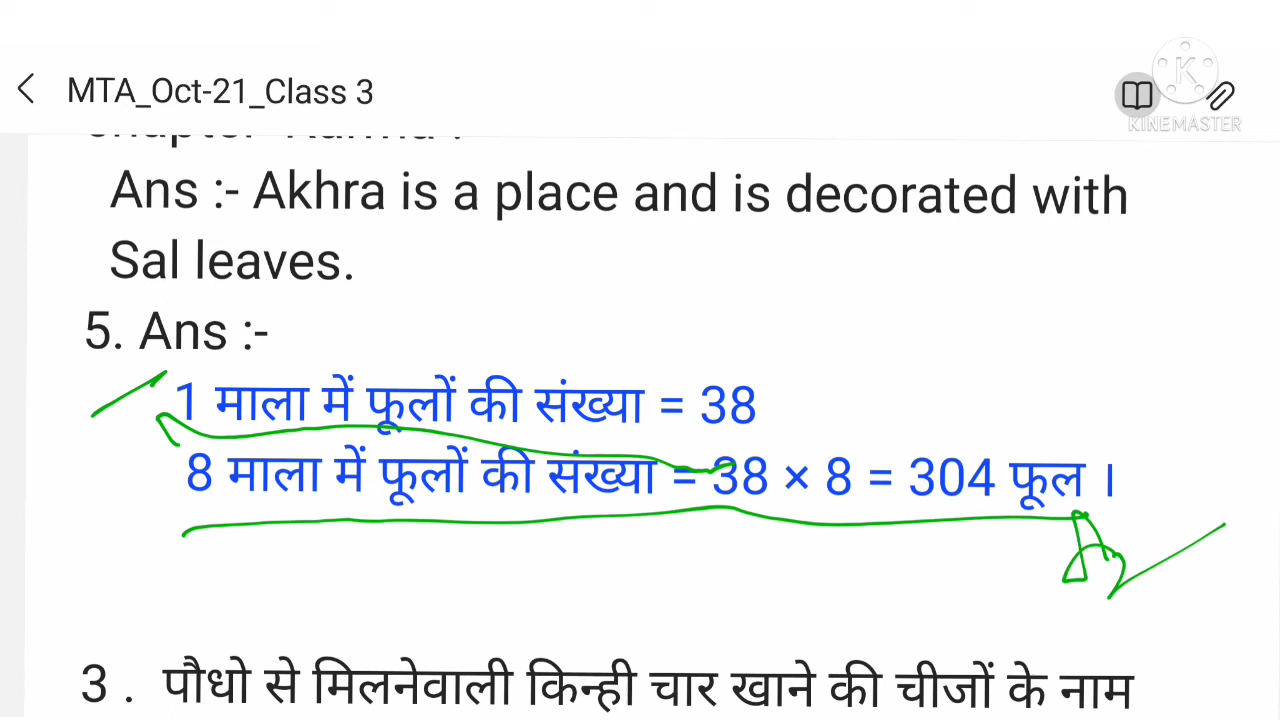 MTA_Oct-21_Class 3
K
KINEMASTER
Ans :- Akhra is a place and is decorated with
Sal leaves.
5. Ans :-
1 माला में फूलों की संख्या = 38
8 माला में फूलों की संख्या = 38 × 8 = 304 फूल ।
3 . पौधो से मिलनेवाली किन्ही चार खाने की चीजों के नाम